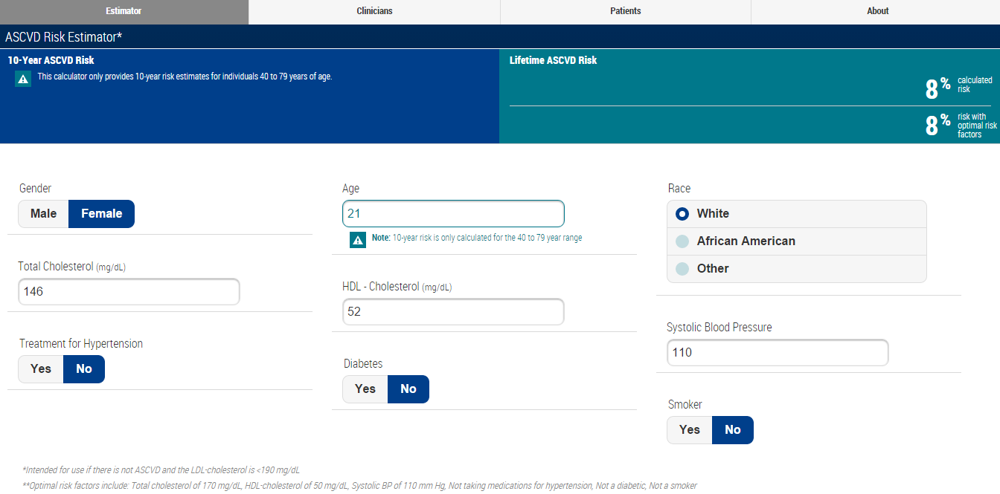 Estimator
Clinicians
Patients
About
ASCVD Risk Estimator*
10-Year ASCVD Risk
This calculator only provides 10-year risk estimates for individuals 40 to 79 years of age.
Lifetime ASCVD Risk
8% calculated
risk
8% risk with
optimal risk
factors
Gender
Male Female
Age
21
Note: 10-year risk is only calculated for the 40 to 79 year range
Race
White
African American
Other
Total Cholesterol (mg/dL)
146
HDL - Cholesterol (mg/dL)
52
Systolic Blood Pressure
110
Treatment for Hypertension
Yes No
Diabetes
Yes No
Smoker
Yes No
*Intended for use if there is not ASCVD and the LDL-cholesterol is <190 mg/dL
**Optimal risk factors include: Total cholesterol of 170 mg/dL, HDL-cholesterol of 50 mg/dL, Systolic BP of 110 mm Hg, Not taking medications for hypertension, Not a diabetic, Not a smoker